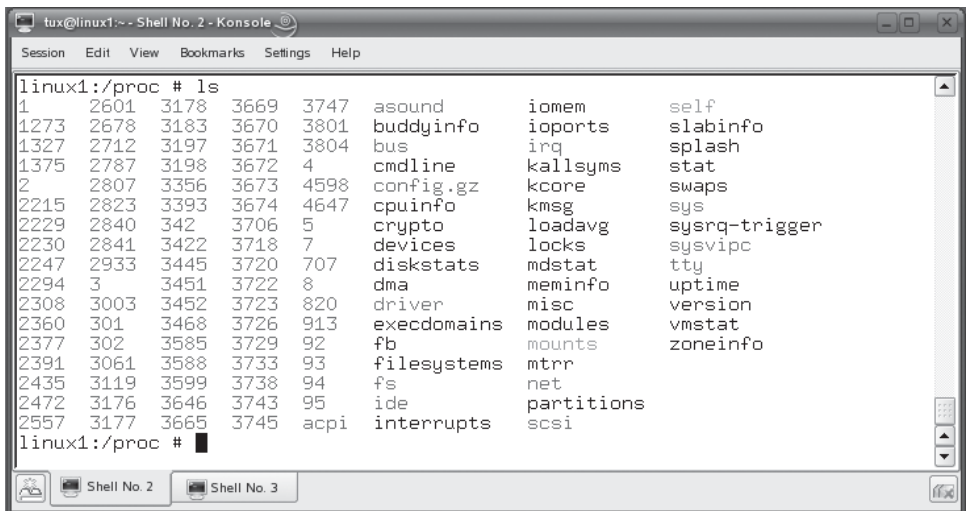 tux@linux1:~ - Shell No. 2 - Konsole
Session Edit View Bookmarks Settings Help
linux1:/proc # ls
1 2601 3178 3669 3747 asound iomem self
1273 2678 3183 3670 3801 buddyinfo ioports slabinfo
1327 2712 3197 3671 3804 bus irq splash
1375 2787 3198 3672 4 cmdline kallsyms stat
2 2807 3356 3673 4598 config.gz kcore swaps
2215 2823 3393 3674 4647 cpuinfo kmsg sys
2229 2840 342 3706 5 crypto loadavg sysrq-trigger
2230 2841 3422 3718 7 devices locks sysvipc
2247 2933 3445 3720 707 diskstats mdstat tty
2294 3 3451 3722 8 dma meminfo uptime
2308 3003 3452 3723 820 driver misc version
2360 301 3468 3726 913 execdomains modules vmstat
2377 302 3585 3729 92 fb mounts zoneinfo
2391 3061 3588 3733 93 filesystems mtrr
2435 3119 3599 3738 94 fs net
2472 3176 3646 3743 95 ide partitions
2557 3177 3665 3745 acpi interrupts scsi
linux1:/proc #
Shell No. 2 Shell No. 3